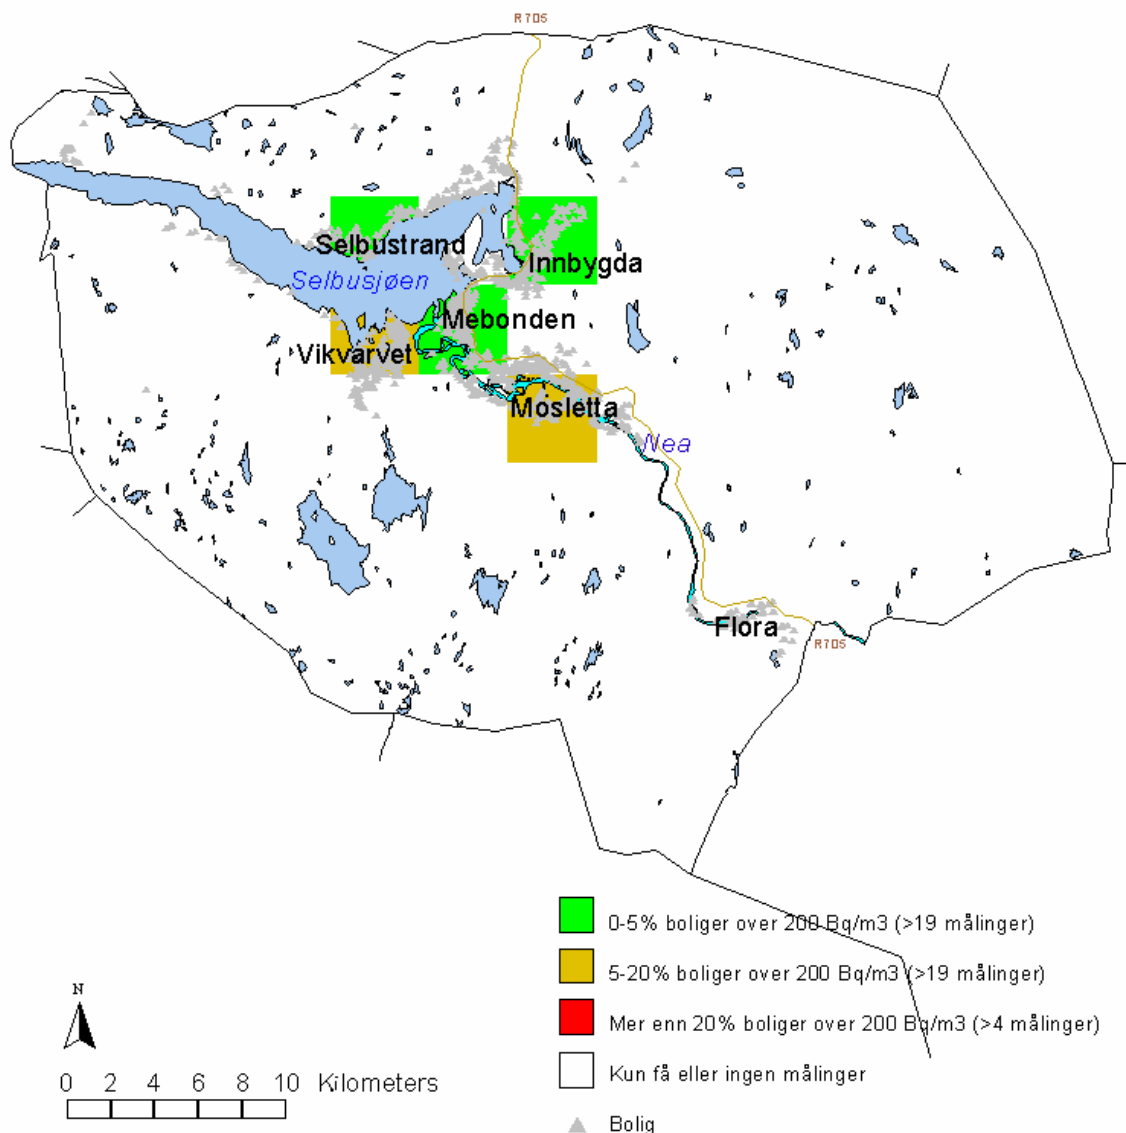 R705
Selbustrand
Innbygda
Selbusjøen
Mebonden
Vikvarvet
Mosletta
Nea
Flora
R705
0-5% boliger over 200 Bq/m3 (>19 målinger)
5-20% boliger over 200 Bq/m3 (>19 målinger)
Mer enn 20% boliger over 200 Bq/m3 (>4 målinger)
Kun få eller ingen målinger
Bolig
N
0 2 4 6 8 10 Kilometers